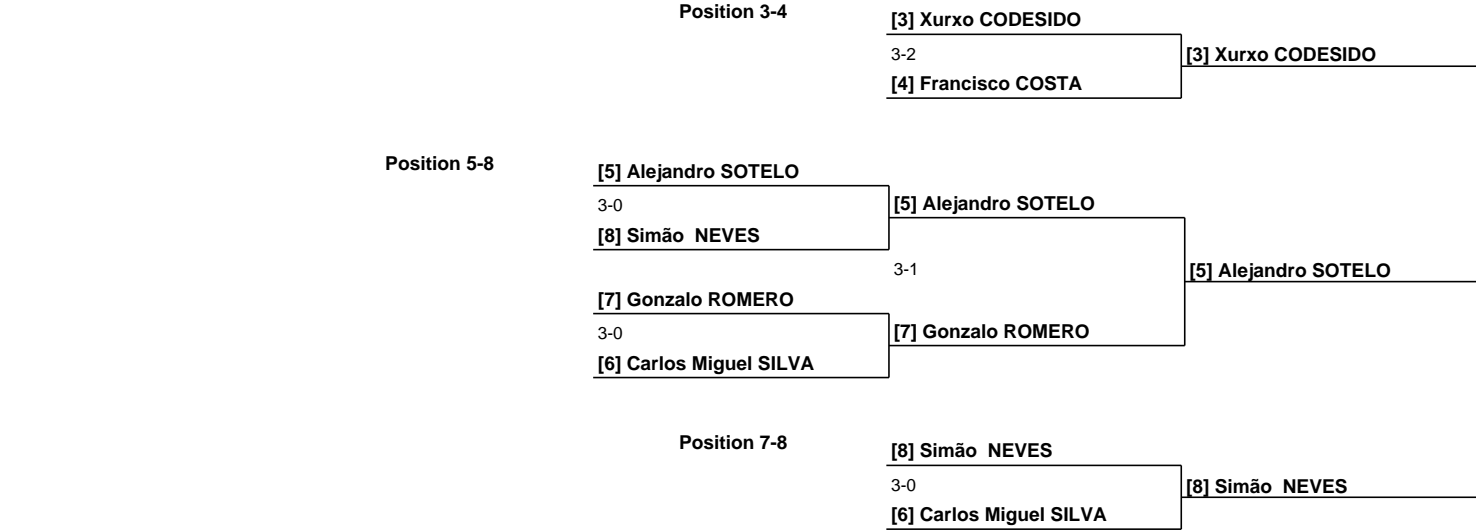 Position 3-4
[3] Xurxo CODESIDO
3-2
[3] Xurxo CODESIDO
[4] Francisco COSTA
Position 5-8
[5] Alejandro SOTELO
3-0
[5] Alejandro SOTELO
[8] Simão  NEVES
3-1
[5] Alejandro SOTELO
[7] Gonzalo ROMERO
3-0
[7] Gonzalo ROMERO
[6] Carlos Miguel SILVA
Position 7-8
[8] Simão  NEVES
3-0
[8] Simão  NEVES
[6] Carlos Miguel SILVA